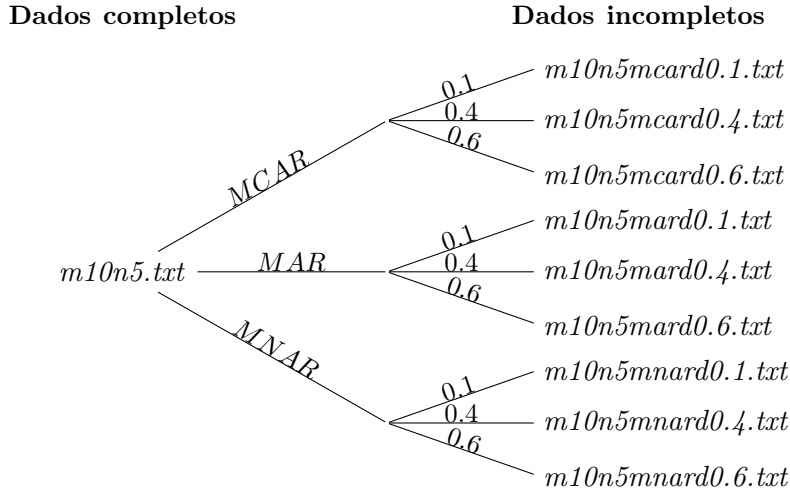 Dados completos
Dados incompletos
m10n5.txt
MCAR
0.1
m10n5mcard0.1.txt
0.4
m10n5mcard0.4.txt
0.6
m10n5mcard0.6.txt
MAR
0.1
m10n5mard0.1.txt
0.4
m10n5mard0.4.txt
0.6
m10n5mard0.6.txt
MNAR
0.1
m10n5mnard0.1.txt
0.4
m10n5mnard0.4.txt
0.6
m10n5mnard0.6.txt